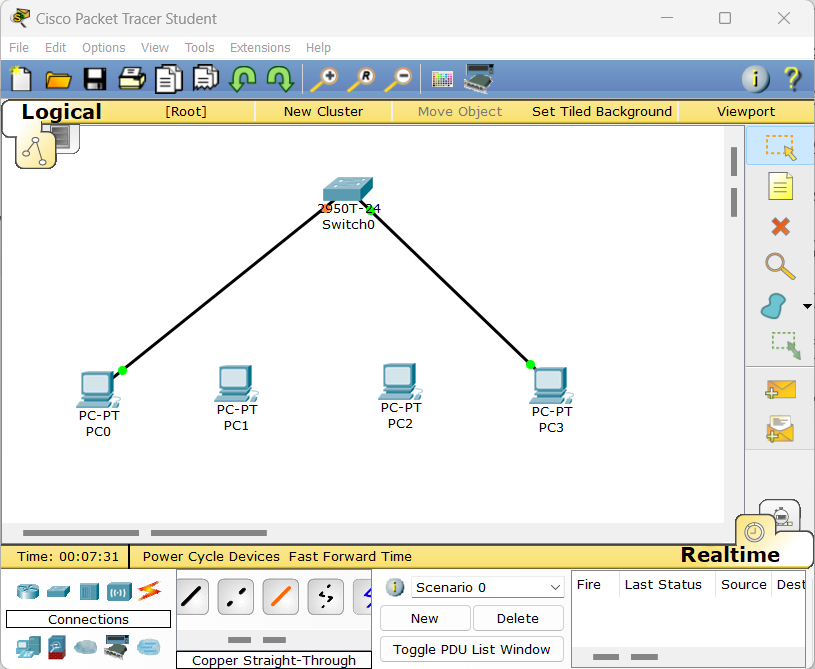 Cisco Packet Tracer Student
File Edit Options View Tools Extensions Help
Logical [Root] New Cluster Move Object Set Tiled Background Viewport
2950T-24
Switch0
PC-PT
PC0
PC-PT
PC1
PC-PT
PC2
PC-PT
PC3
Time: 00:07:31 Power Cycle Devices Fast Forward Time
Realtime
Scenario 0
Fire Last Status Source Dest
Connections
New Delete
Toggle PDU List Window
Copper Straight-Through